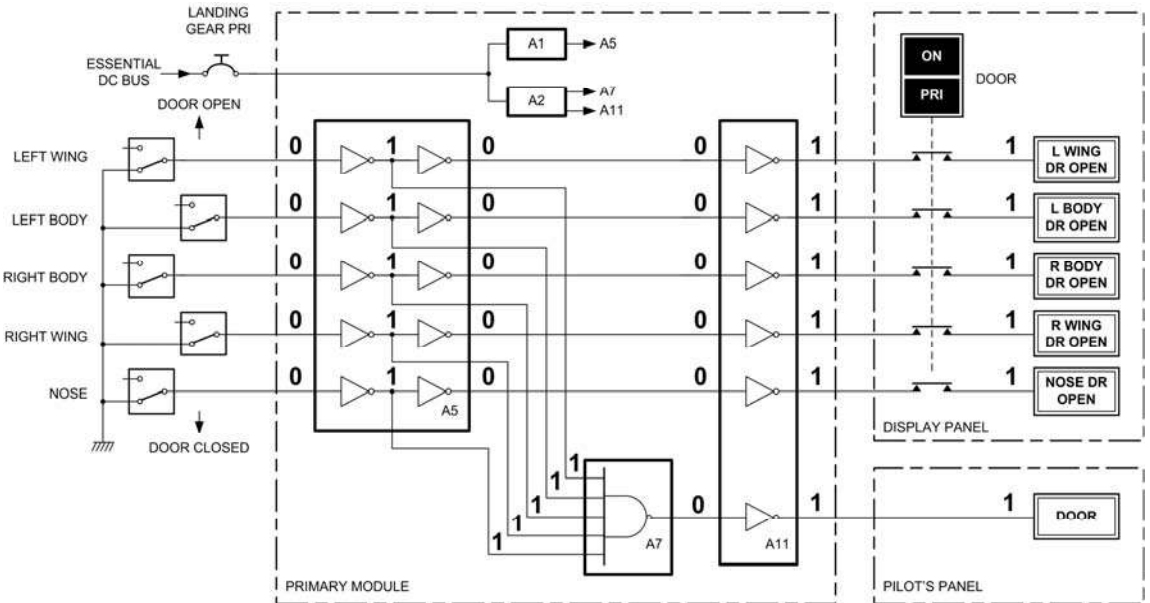 LANDING
GEAR PRI
ESSENTIAL
DC BUS
A1
A5
A2
A7
A11
ON
PRI
DOOR
DOOR OPEN
LEFT WING
0
1
0
0
1
1
L WING
DR OPEN
LEFT BODY
0
1
0
0
1
1
L BODY
DR OPEN
RIGHT BODY
0
1
0
0
1
1
R BODY
DR OPEN
RIGHT WING
0
1
0
0
1
1
R WING
DR OPEN
NOSE
0
1
0
0
1
1
NOSE DR
OPEN
A5
DISPLAY PANEL
DOOR CLOSED
1
1
1
1
1
0
1
1
DOOR
A7
A11
PRIMARY MODULE
PILOT'S PANEL